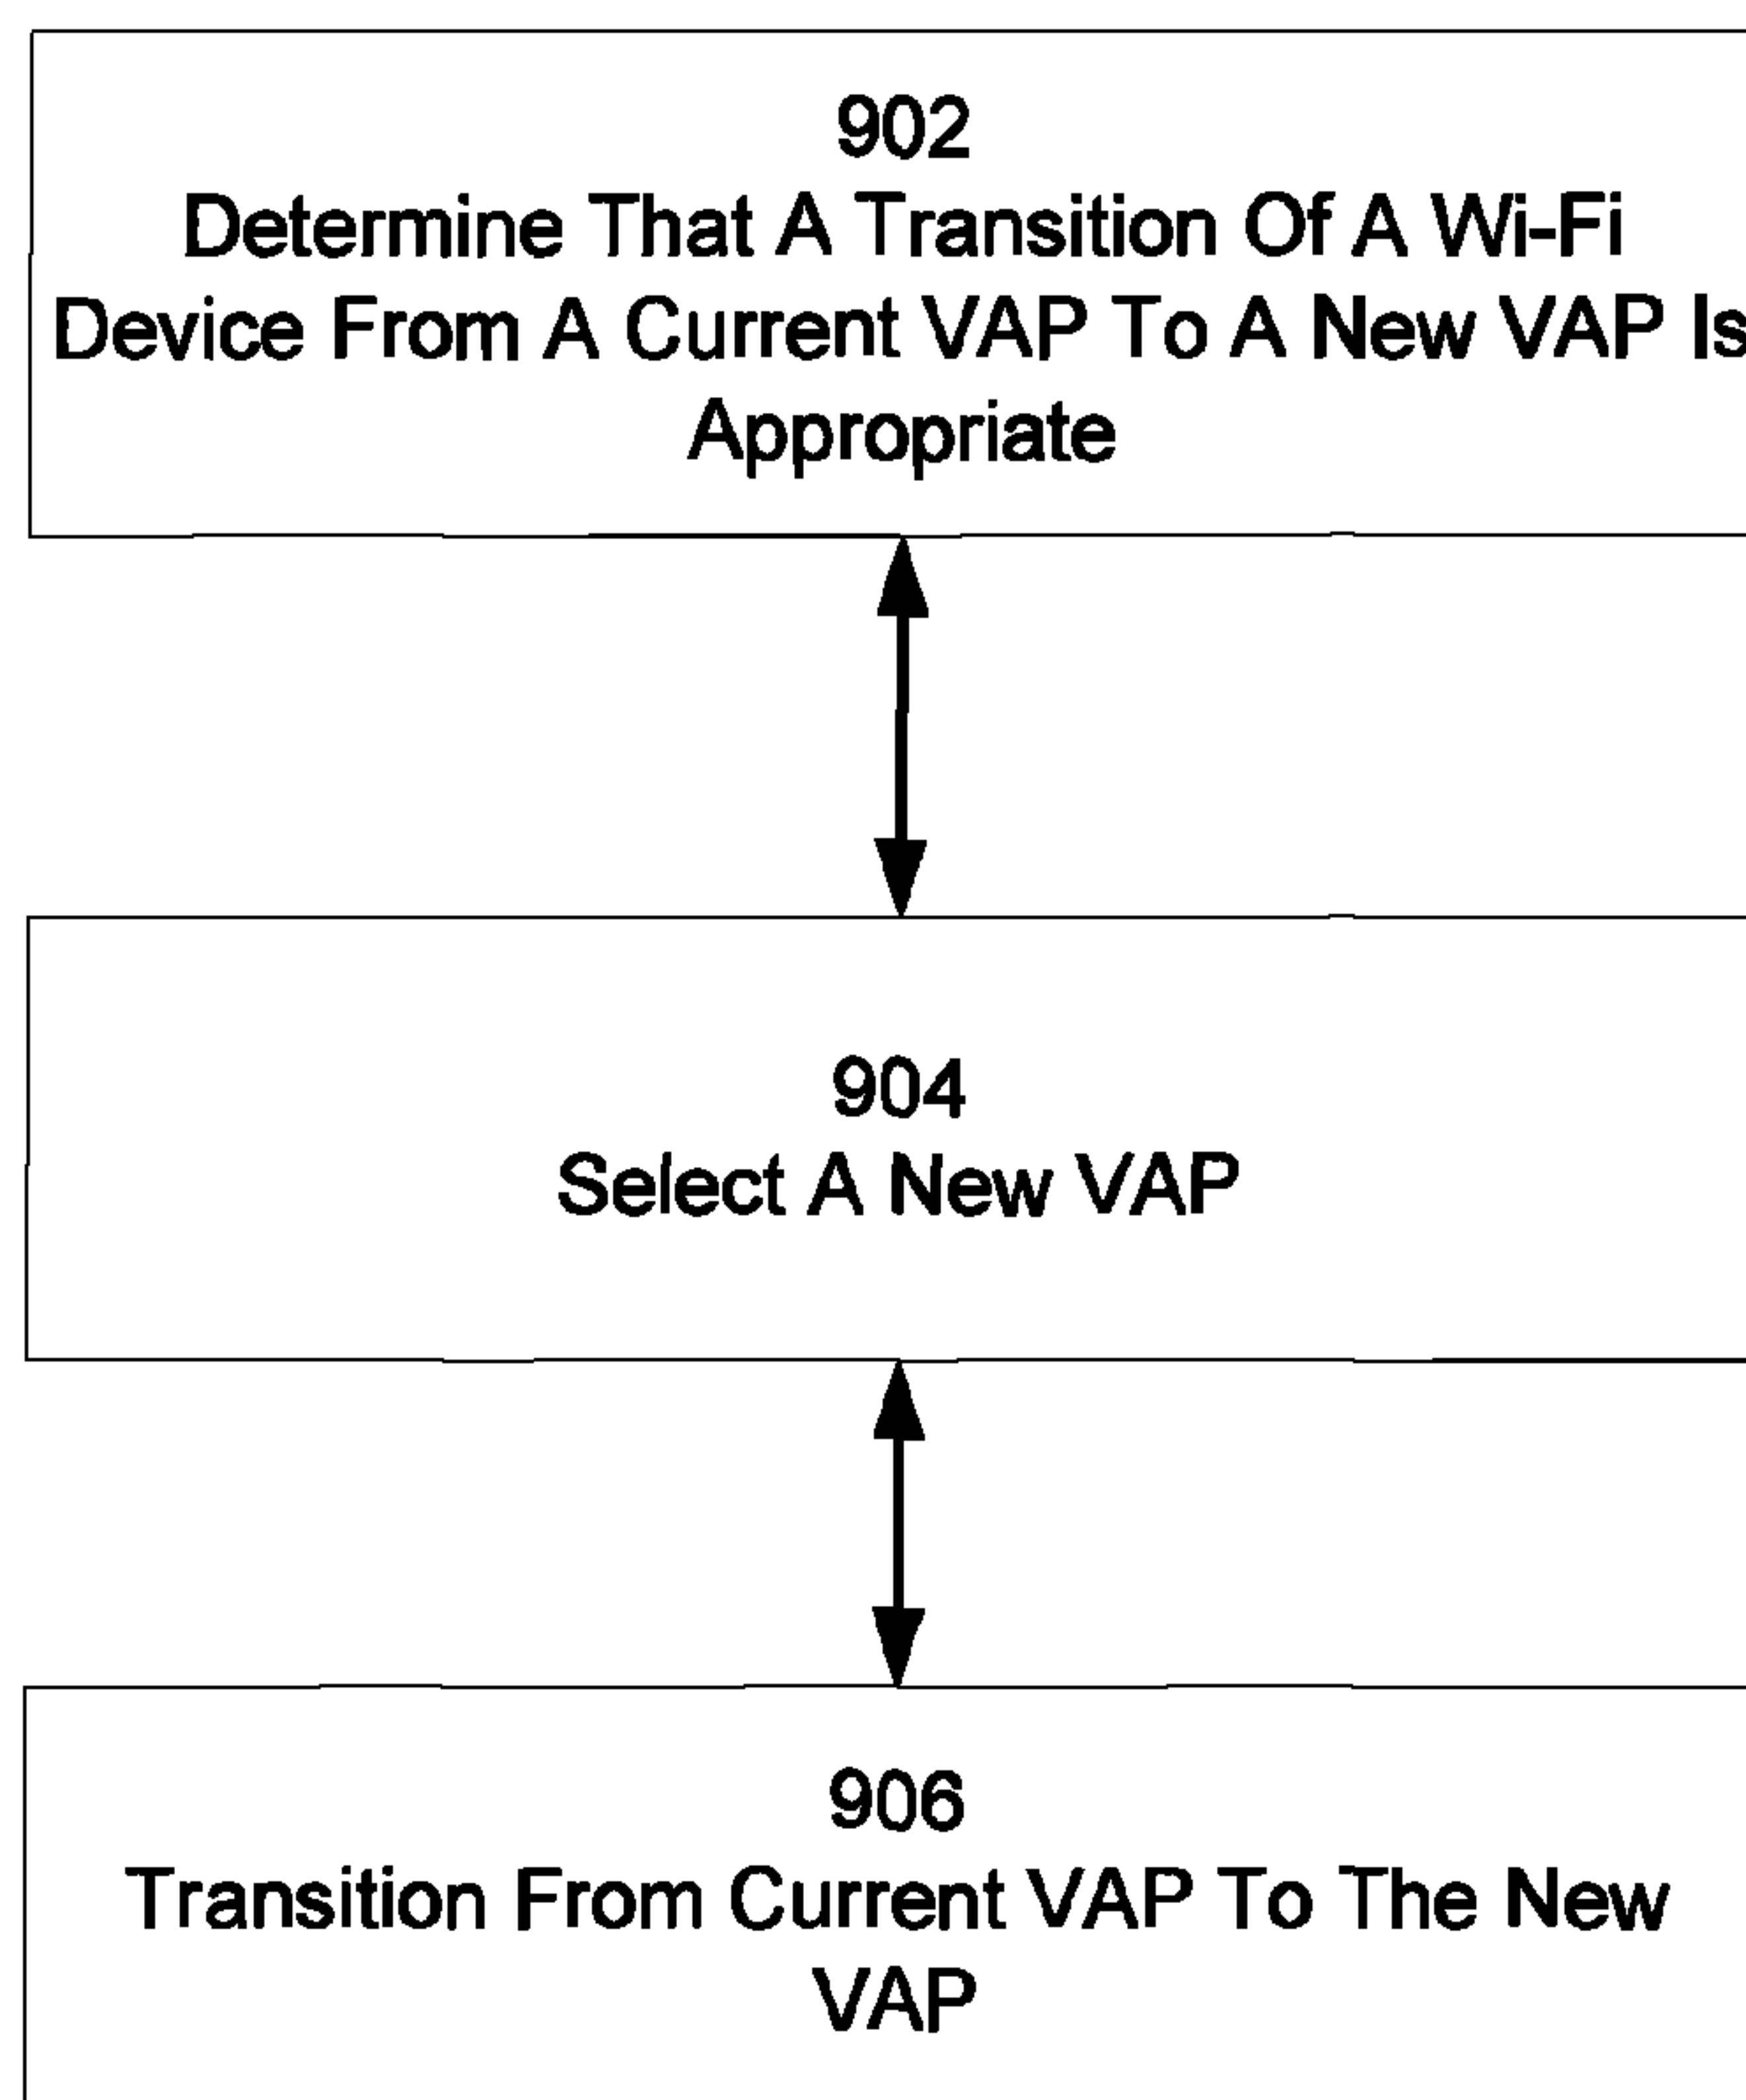 902
Determine That A Transition Of A Wi-Fi
Device From A Current VAP To A New VAP Is
Appropriate
904
Select A New VAP
906
Transition From Current VAP To The New
VAP